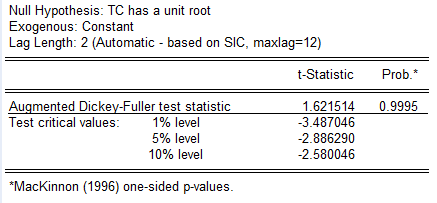 Null Hypothesis: TC has a unit root
Exogenous: Constant
Lag Length: 2 (Automatic - based on SIC, maxlag=12)
t-Statistic Prob.*
Augmented Dickey-Fuller test statistic 1.621514 0.9995
Test critical values: 1% level -3.487046
5% level -2.886290
10% level -2.580046
*MacKinnon (1996) one-sided p-values.